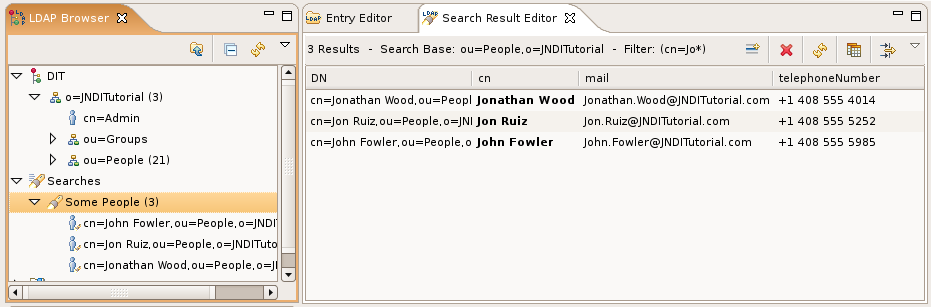 LDAP Browser
DIT
o=JNDITutorial (3)
cn=Admin
ou=Groups
ou=People (21)
Searches
Some People (3)
cn=John Fowler,ou=People,o=JNDI
cn=Jon Ruiz,ou=People,o=JNDITuto
cn=Jonathan Wood,ou=People,o=JI
LDAP Entry Editor
Search Result Editor
3 Results - Search Base: ou=People,o=JNDITutorial - Filter: (cn=Jo*)
DN cn mail telephoneNumber
cn=Jonathan Wood,ou=Peopl Jonathan Wood Jonathan.Wood@JNDITutorial.com +1 408 555 4014
cn=Jon Ruiz,ou=People,o=JNI Jon Ruiz Jon.Ruiz@JNDITutorial.com +1 408 555 5252
cn=John Fowler,ou=People,o John Fowler John.Fowler@JNDITutorial.com +1 408 555 5985